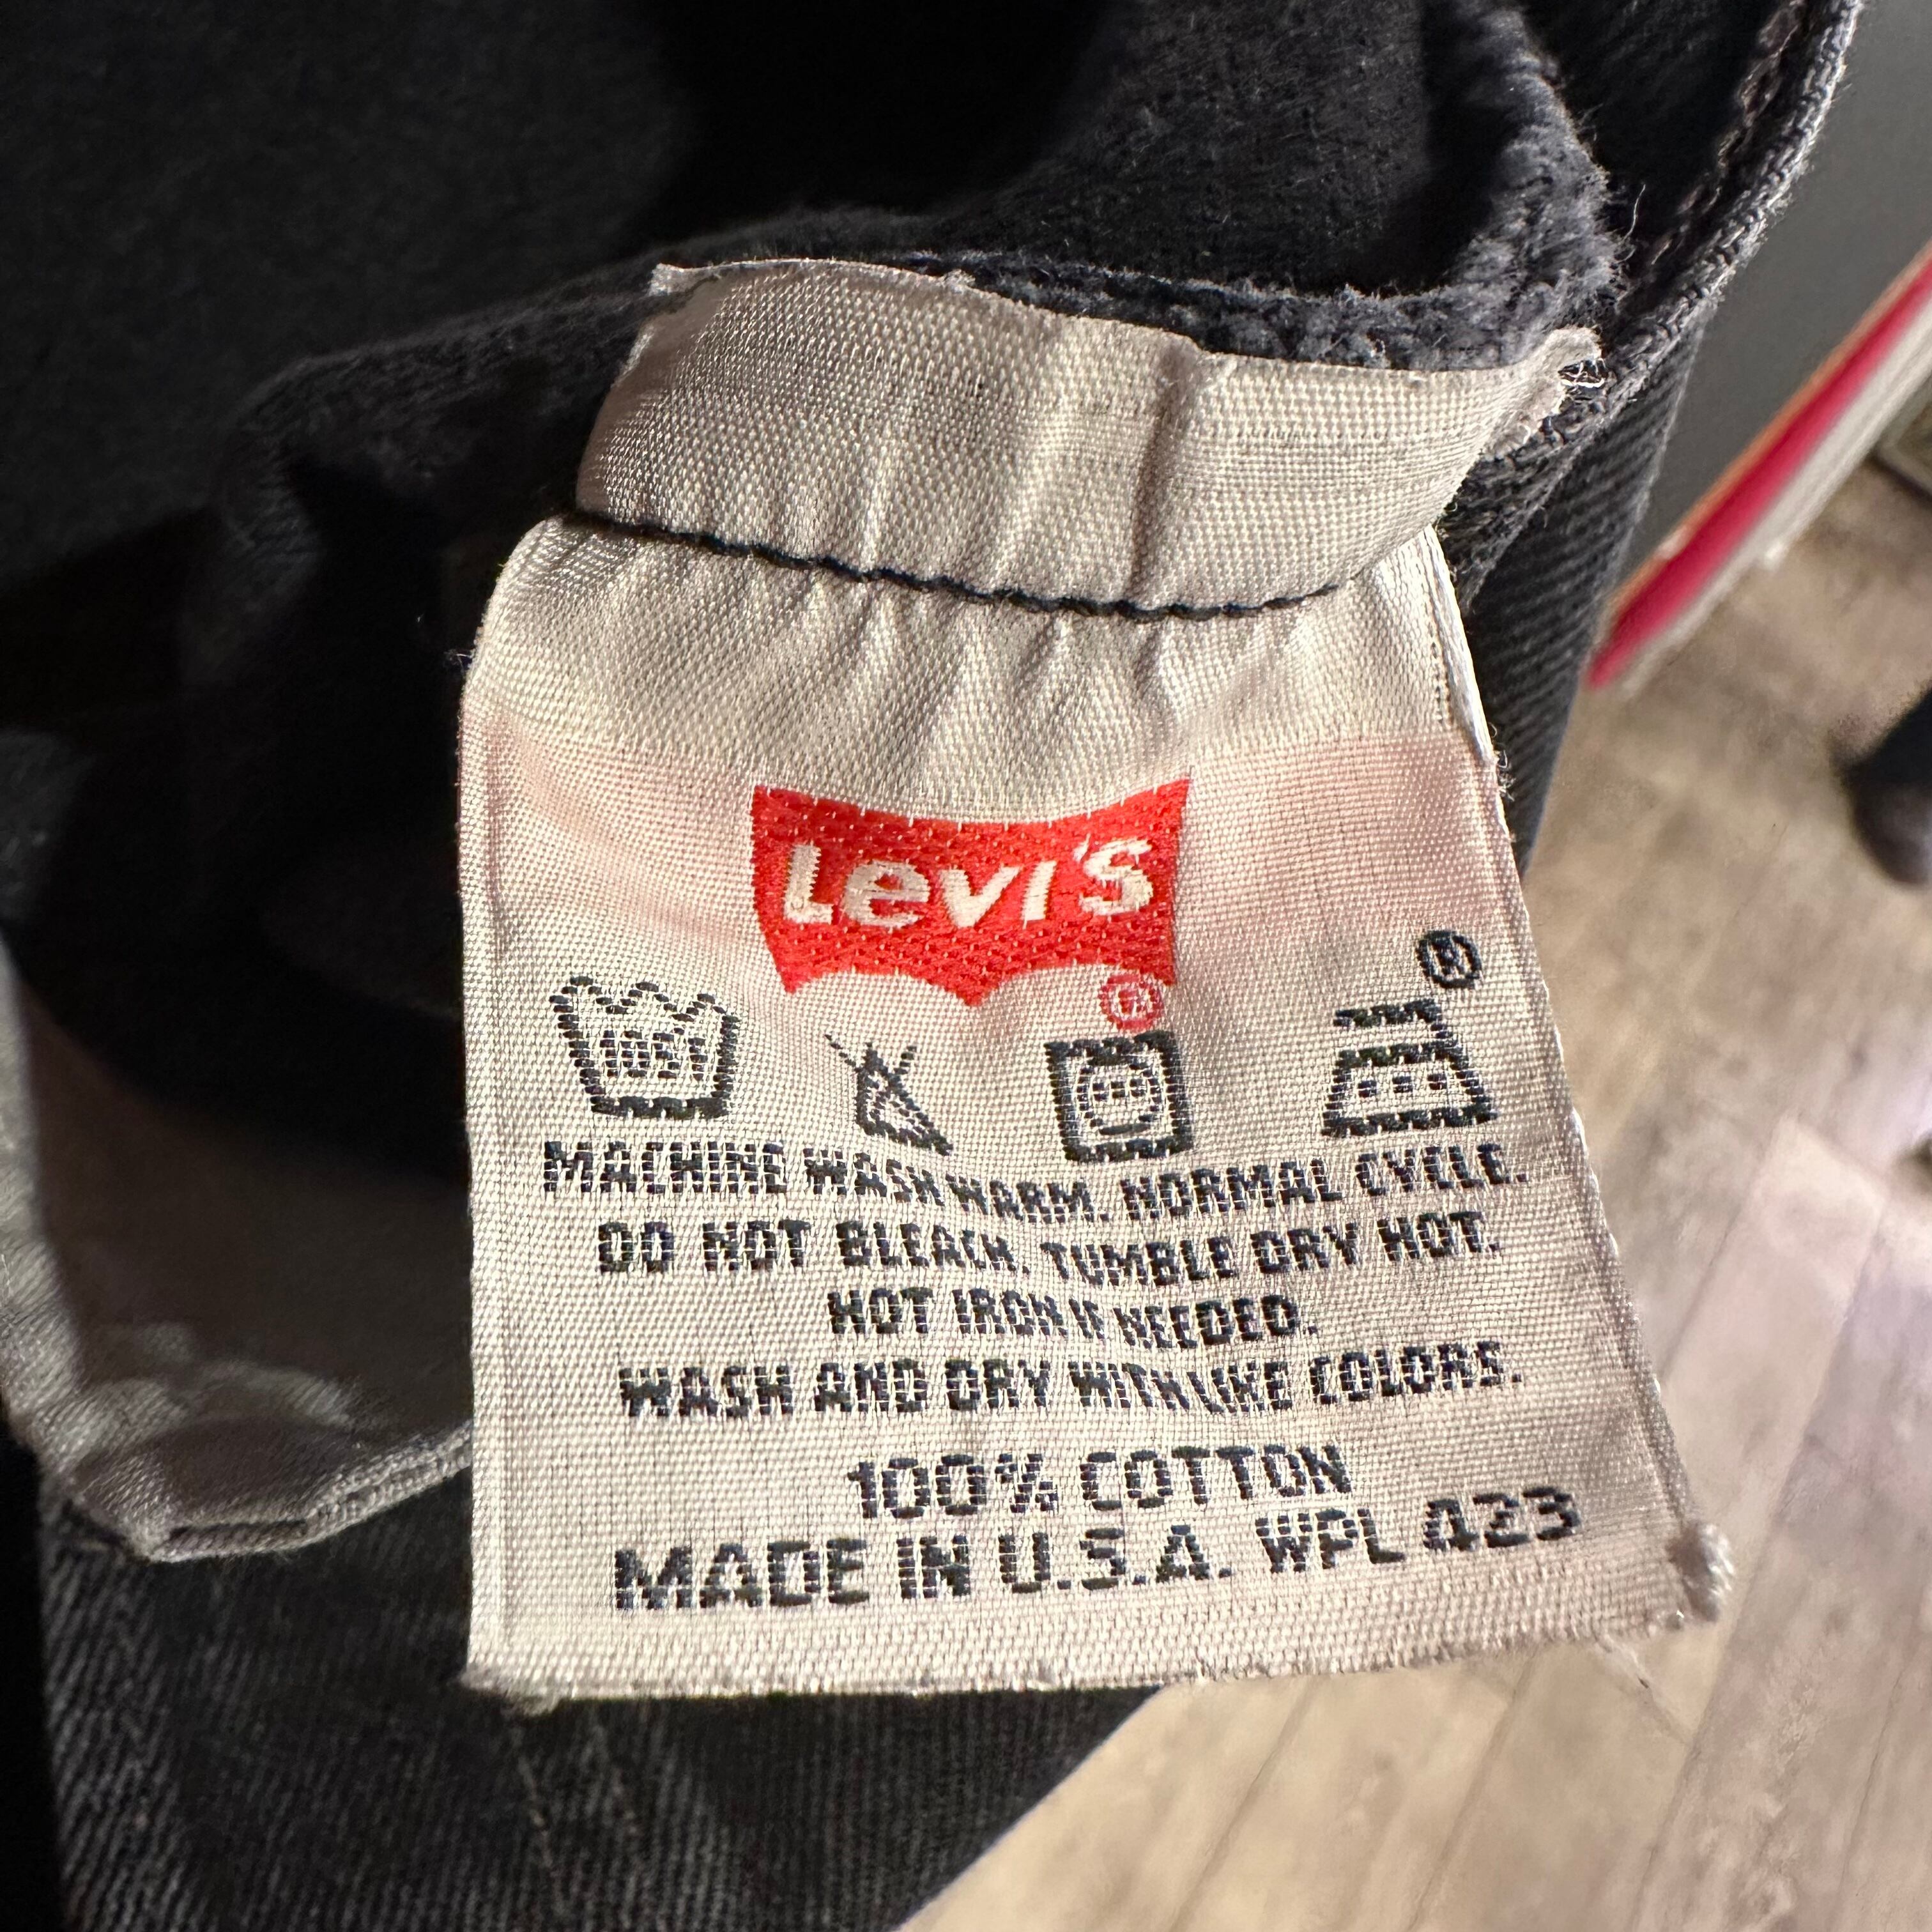 Levi's
®
®
105F
MACHINE WASH WARM. NORMAL CYCLE.
DO NOT BLEACH. TUMBLE DRY HOT.
HOT IRON IF NEEDED.
WASH AND DRY WITH LIKE COLORS.
100% COTTON
MADE IN U.S.A. WPL 423